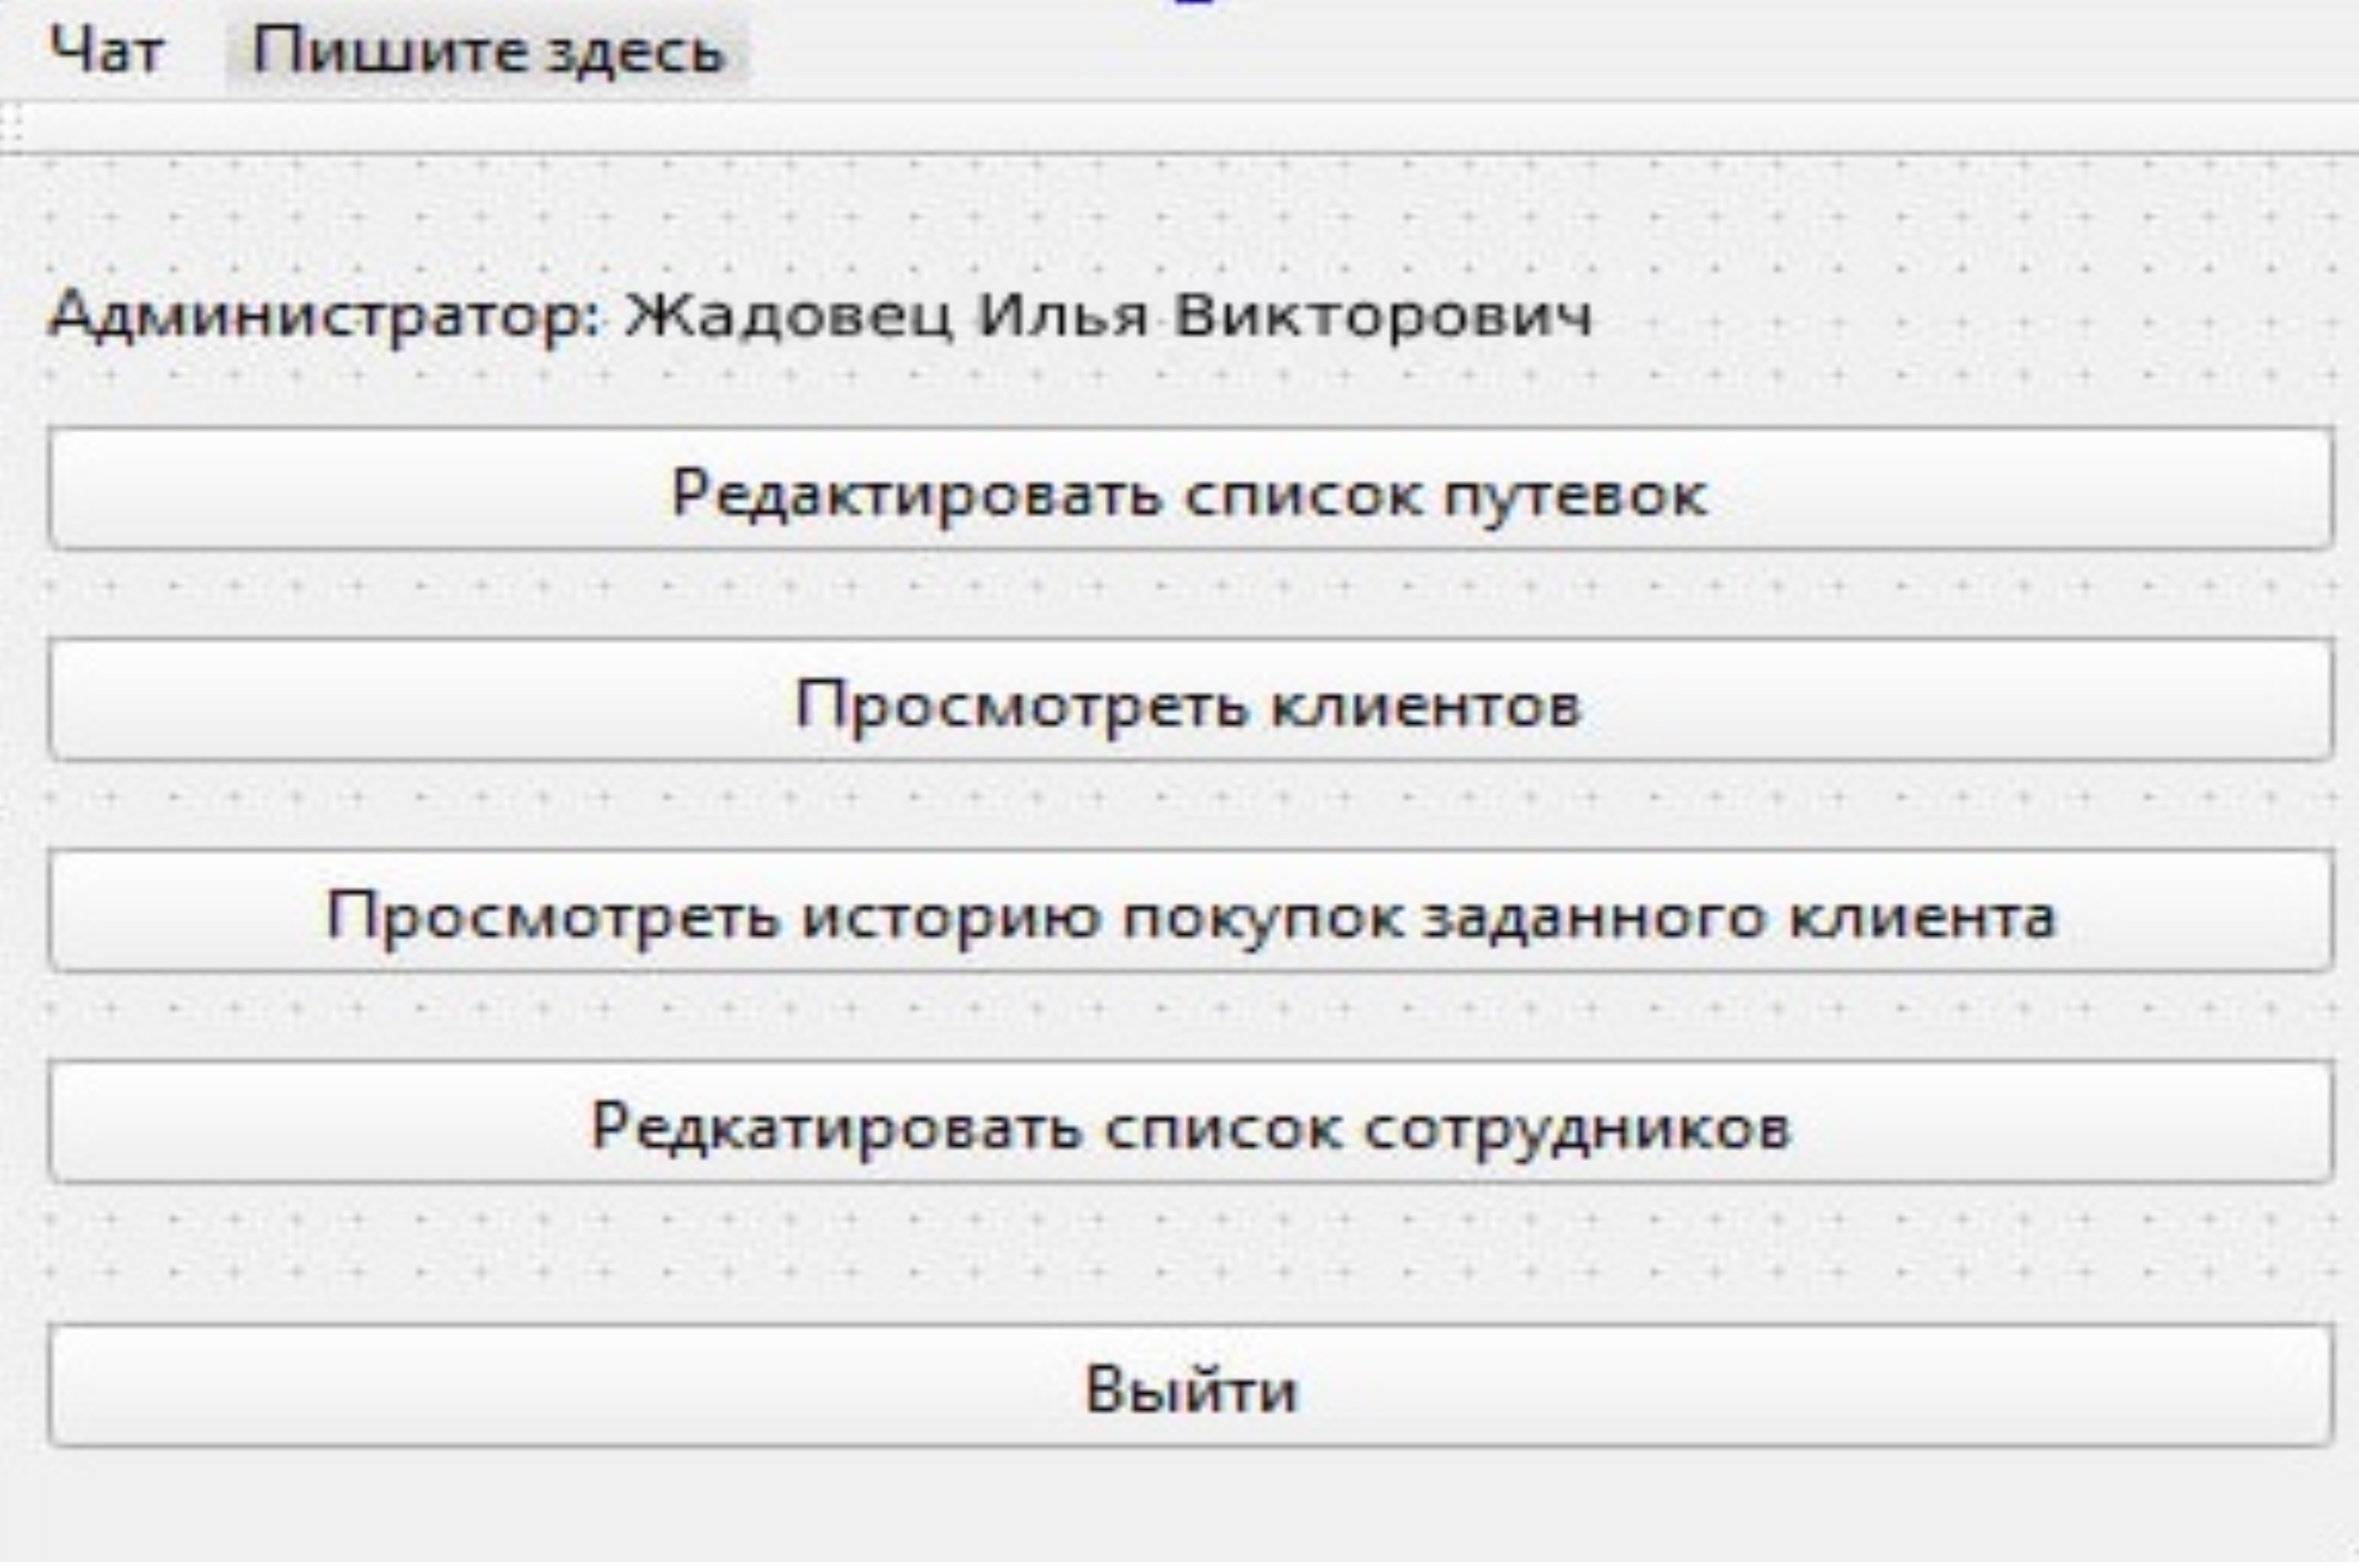 Чат Пишите здесь
Администратор: Жадовец Илья Викторович
Редактировать список путевок
Просмотреть клиентов
Просмотреть историю покупок заданного клиента
Редкатировать список сотрудников
Выйти